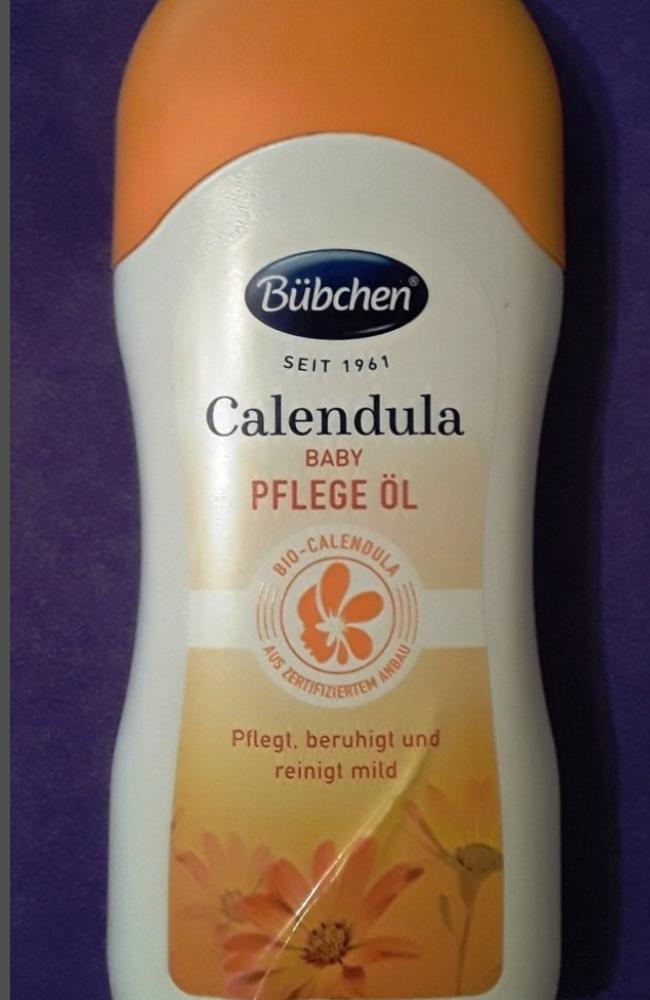 Bübchen®
SEIT 1961
Calendula
BABY
PFLEGE ÖL
BIO-CALENDULA
AUS ZERTIFIZIERTEM ANBAU
Pflegt, beruhigt und
reinigt mild